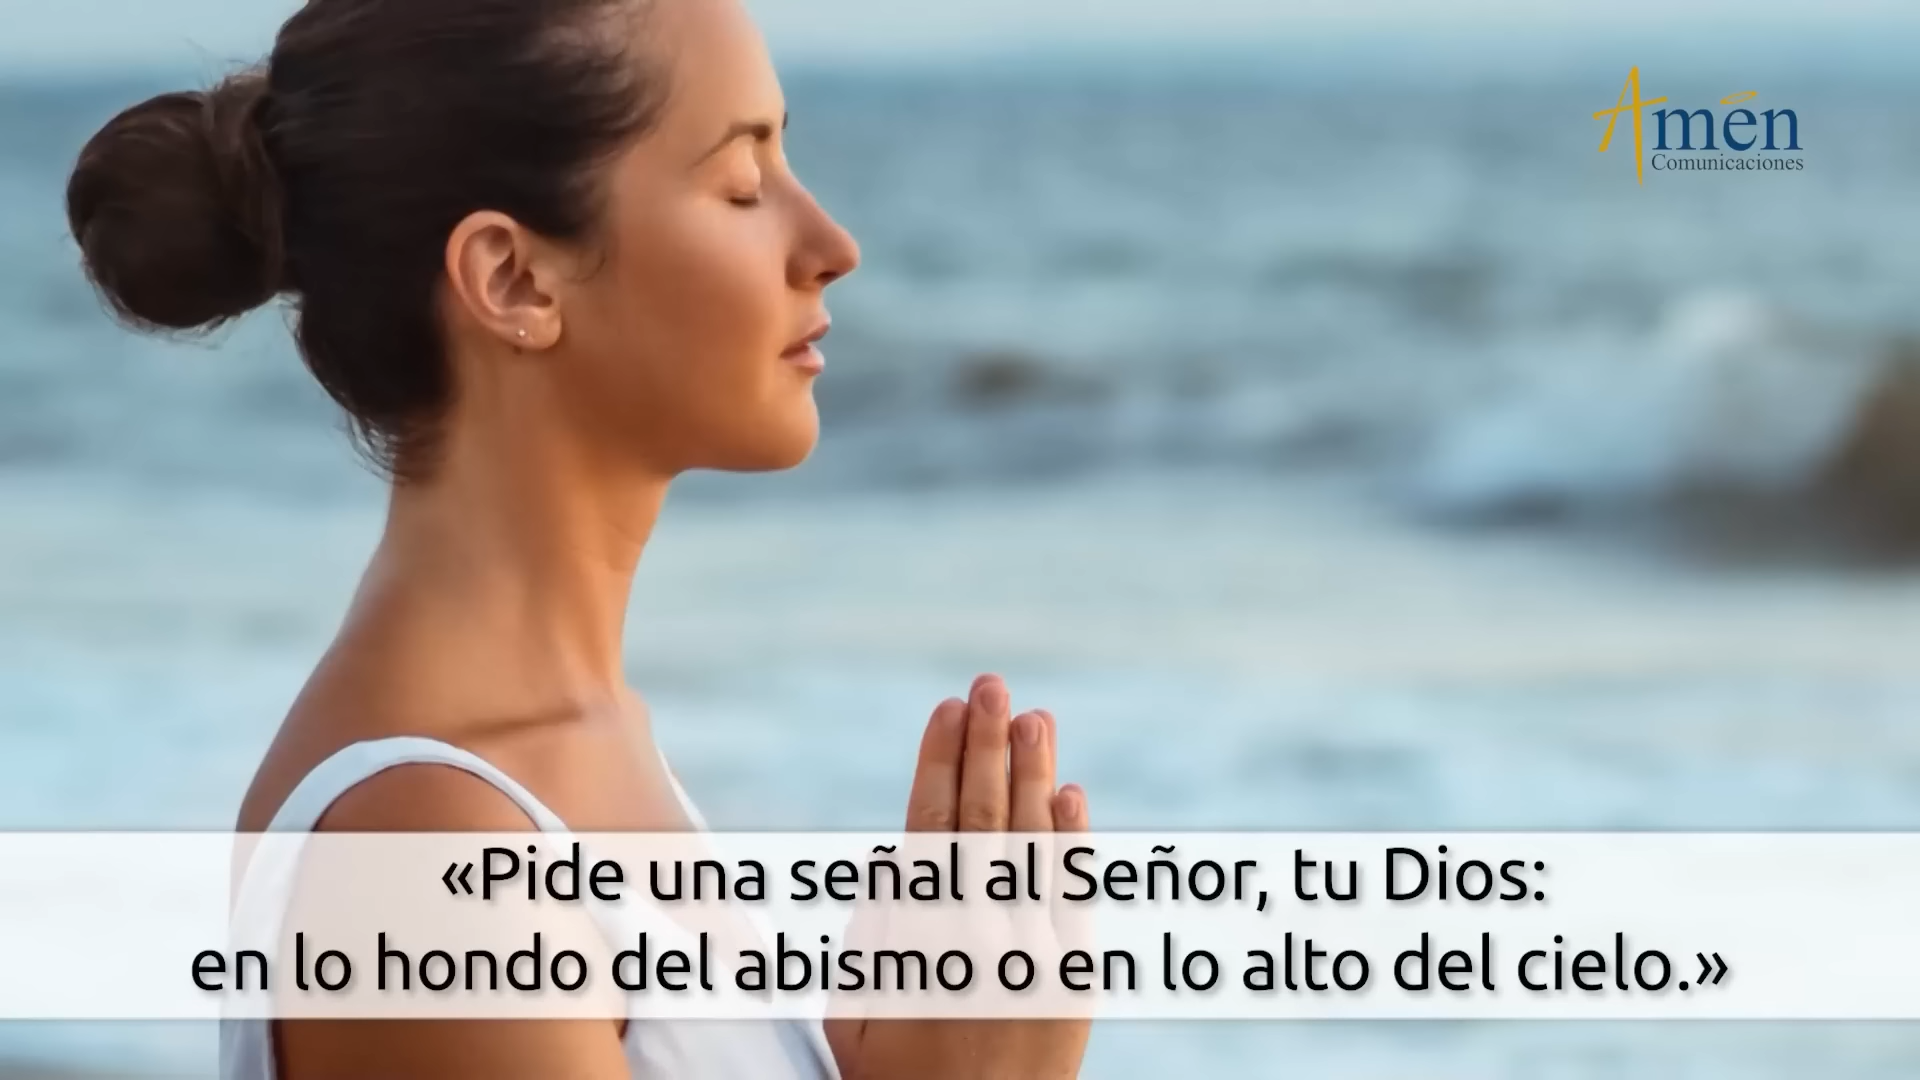 Amén
Comunicaciones
«Pide una señal al Señor, tu Dios:
en lo hondo del abismo o en lo alto del cielo.»